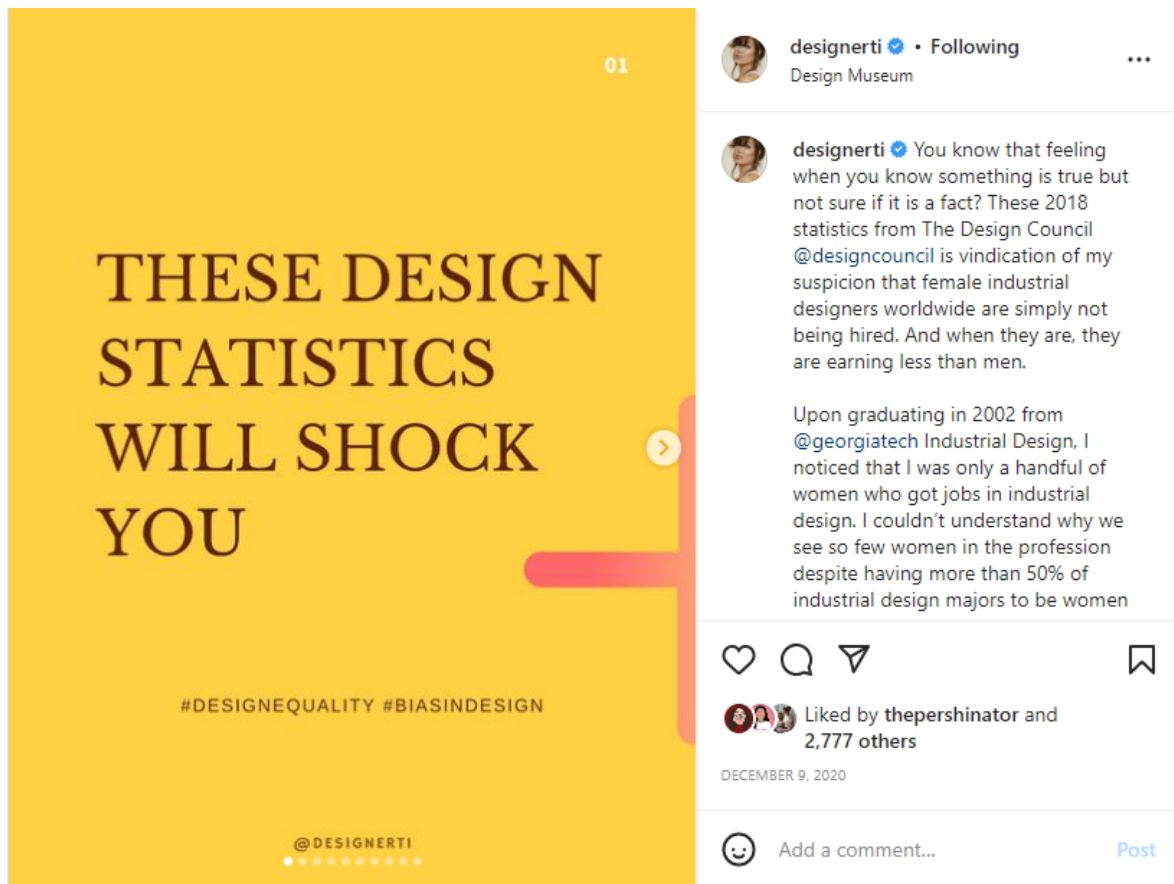 01
THESE DESIGN
STATISTICS
WILL SHOCK
YOU
#DESIGNEQUALITY #BIASINDESIGN
@DESIGNERTI
designerti • Following
Design Museum
designerti You know that feeling
when you know something is true but
not sure if it is a fact? These 2018
statistics from The Design Council
@designcouncil is vindication of my
suspicion that female industrial
designers worldwide are simply not
being hired. And when they are, they
are earning less than men.
Upon graduating in 2002 from
@georgiatech Industrial Design, I
noticed that I was only a handful of
women who got jobs in industrial
design. I couldn’t understand why we
see so few women in the profession
despite having more than 50% of
industrial design majors to be women
Liked by thepershinator and
2,777 others
DECEMBER 9, 2020
Add a comment... Post